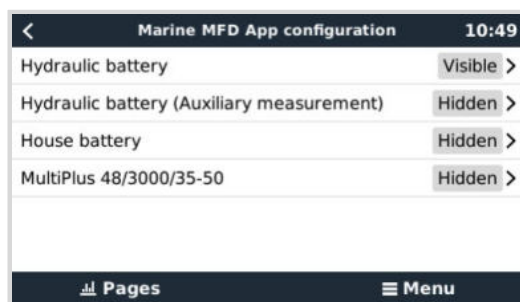 Marine MFD App configuration 10:49
Hydraulic battery Visible
Hydraulic battery (Auxiliary measurement) Hidden
House battery Hidden
MultiPlus 48/3000/35-50 Hidden
Pages Menu